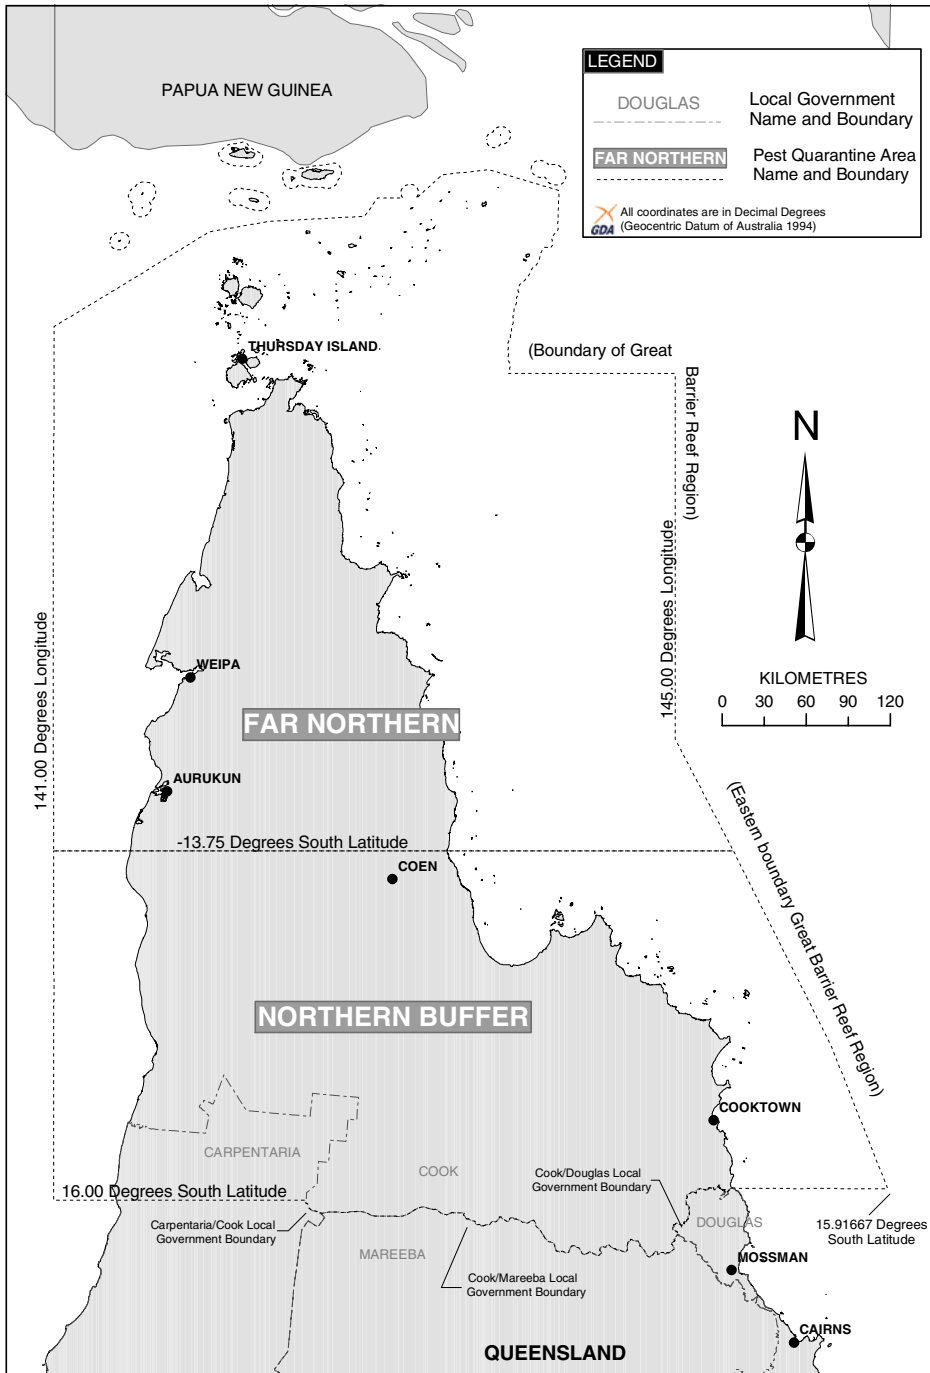 PAPUA NEW GUINEA
LEGEND
DOUGLAS
Local Government
Name and Boundary
FAR NORTHERN
Pest Quarantine Area
Name and Boundary
GDA
All coordinates are in Decimal Degrees
(Geocentric Datum of Australia 1994)
THURSDAY ISLAND
(Boundary of Great
Barrier Reef Region)
N
145.00 Degrees Longitude
141.00 Degrees Longitude
WEIPA
KILOMETRES
0 30 60 90 120
FAR NORTHERN
AURUKUN
-13.75 Degrees South Latitude
COEN
(Eastern boundary Great Barrier Reef Region)
NORTHERN BUFFER
COOKTOWN
CARPENTARIA
COOK
Cook/Douglas Local
Government Boundary
16.00 Degrees South Latitude
Carpentaria/Cook Local
Government Boundary
DOUGLAS
15.91667 Degrees
South Latitude
MAREEBA
MOSSMAN
Cook/Mareeba Local
Government Boundary
CAIRNS
QUEENSLAND